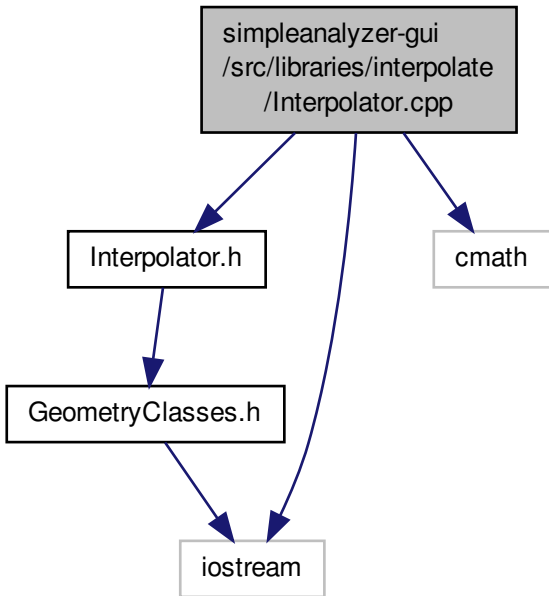 simpleanalyzer-gui
/src/libraries/interpolate
/Interpolator.cpp
Interpolator.h
cmath
GeometryClasses.h
iostream